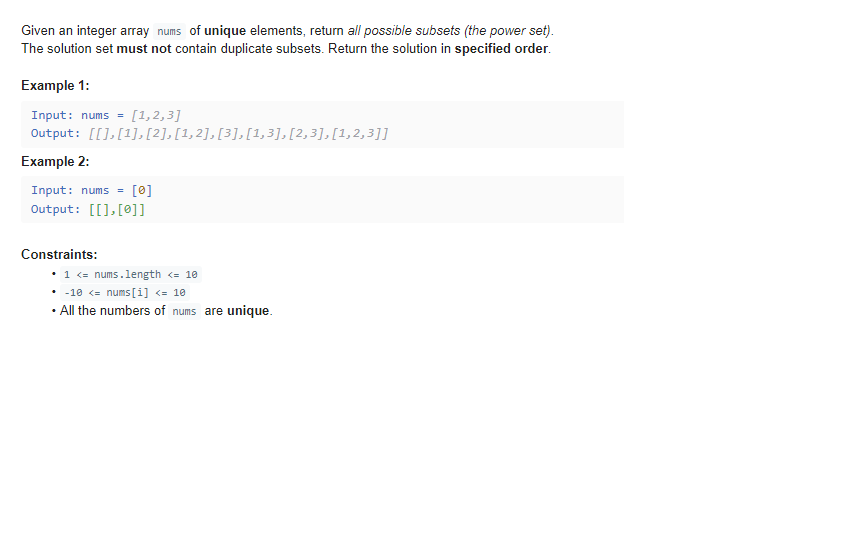 Given an integer array nums of unique elements, return all possible subsets (the power set).
The solution set must not contain duplicate subsets. Return the solution in specified order.
Example 1:
Input: nums = [1,2,3]
Output: [[],[1],[2],[1,2],[3],[1,3],[2,3],[1,2,3]]
Example 2:
Input: nums = [0]
Output: [[],[0]]
Constraints:
• 1 <= nums.length <= 10
• -10 <= nums[i] <= 10
• All the numbers of nums are unique.